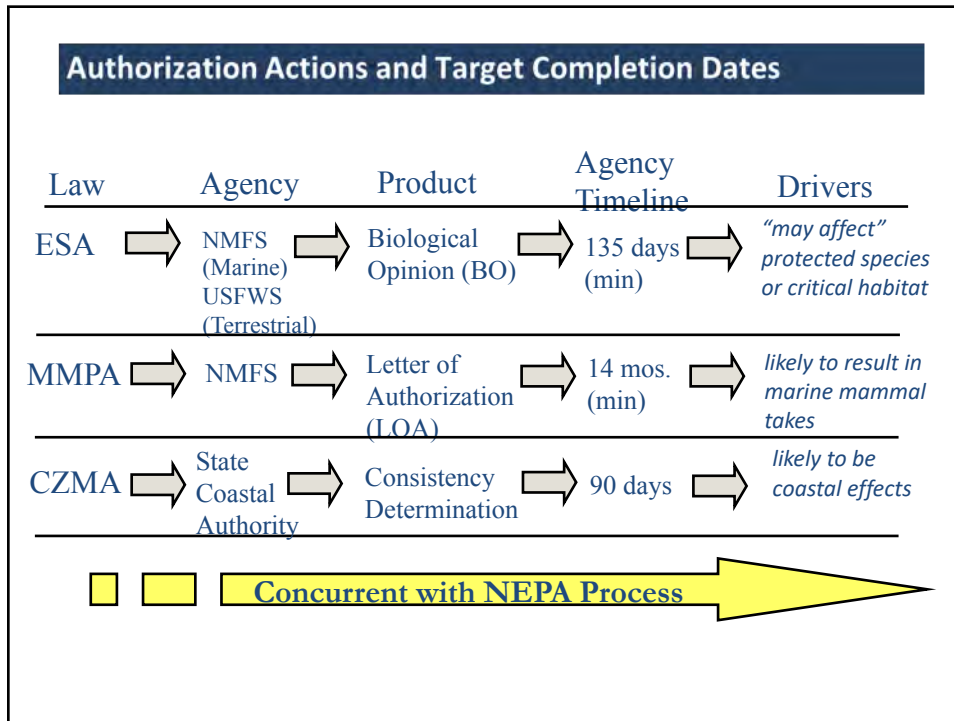 Authorization Actions and Target Completion Dates
Law
Agency
Product
Agency
Timeline
Drivers
ESA
NMFS
(Marine)
USFWS
(Terrestrial)
Biological
Opinion (BO)
135 days
(min)
“may affect”
protected species
or critical habitat
MMPA
NMFS
Letter of
Authorization
(LOA)
14 mos.
(min)
likely to result in
marine mammal
takes
CZMA
State
Coastal
Authority
Consistency
Determination
90 days
likely to be
coastal effects
Concurrent with NEPA Process